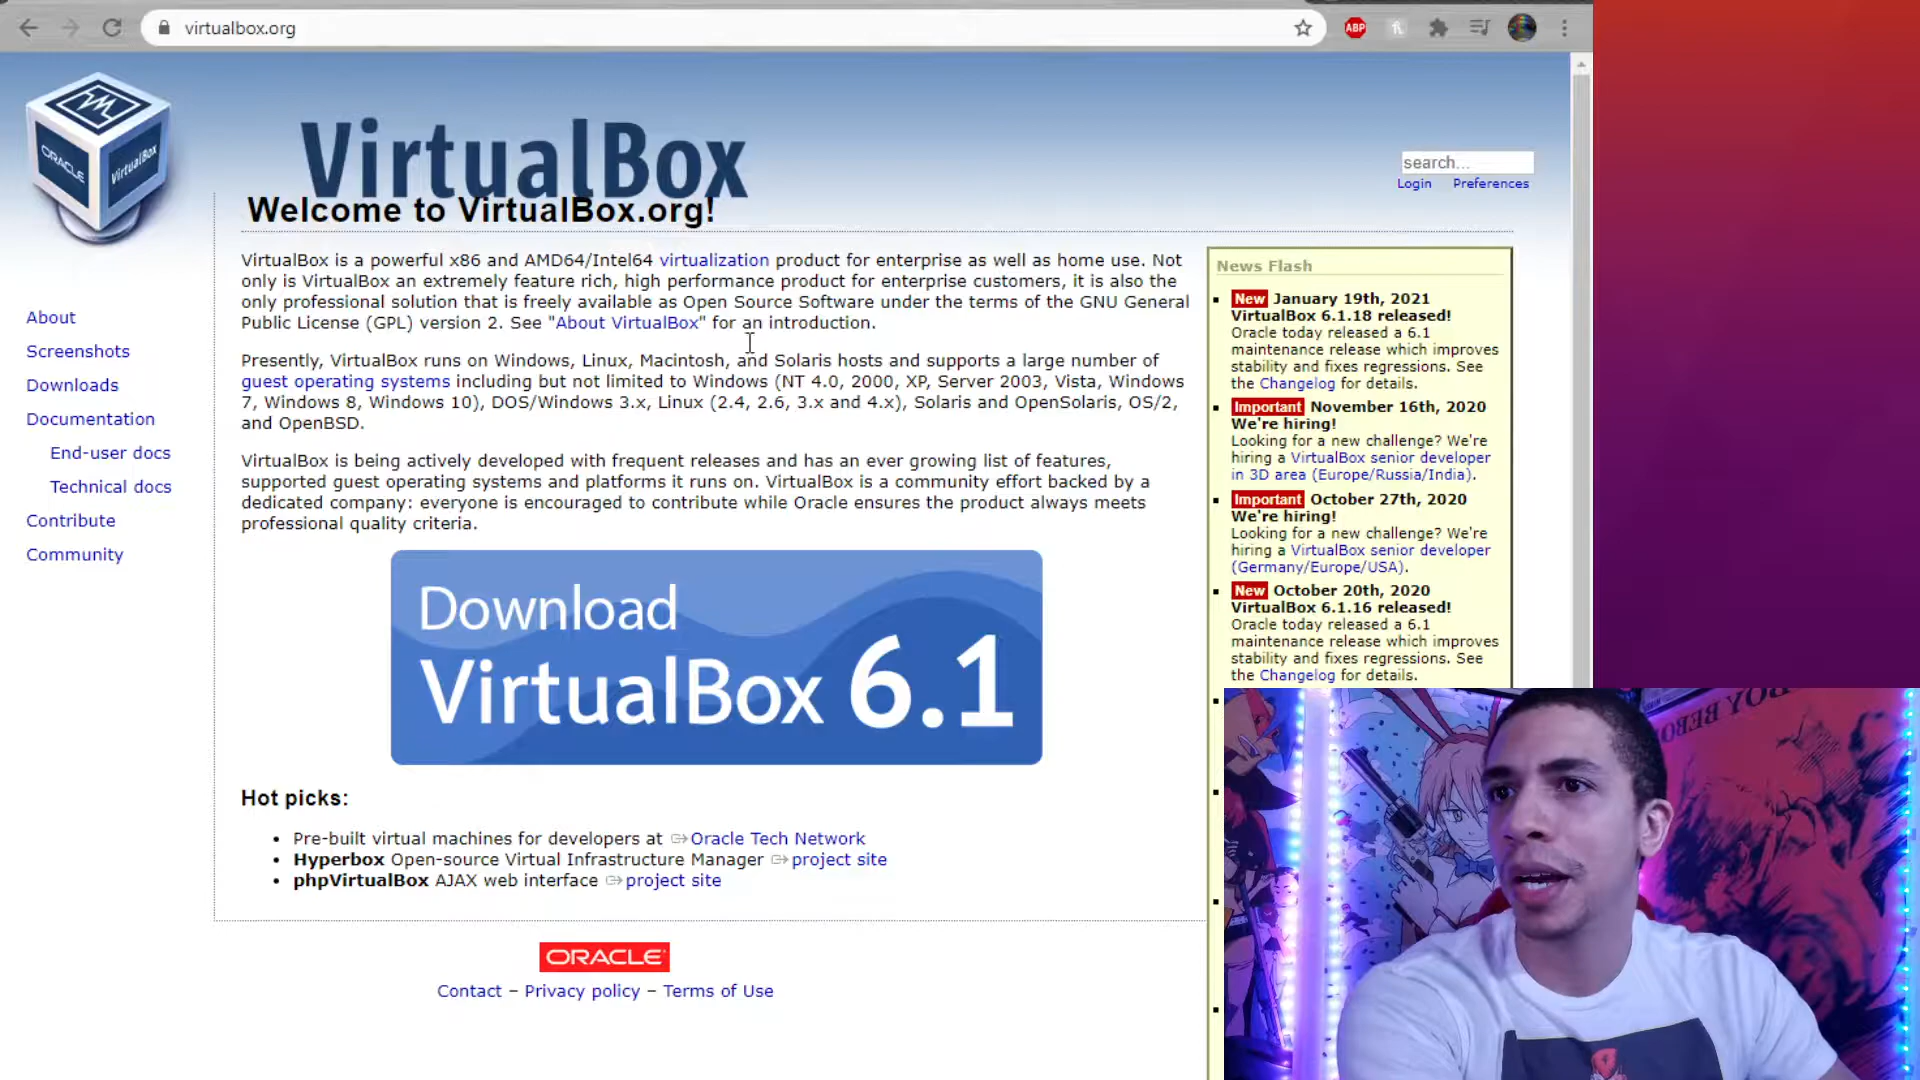 virtualbox.org
ABP
ORACLE
VirtualBox
VirtualBox
search...
Login Preferences
Welcome to VirtualBox.org!
About
Screenshots
Downloads
Documentation
End-user docs
Technical docs
Contribute
Community
VirtualBox is a powerful x86 and AMD64/Intel64 virtualization product for enterprise as well as home use. Not
only is VirtualBox an extremely feature rich, high performance product for enterprise customers, it is also the
only professional solution that is freely available as Open Source Software under the terms of the GNU General
Public License (GPL) version 2. See "About VirtualBox" for an introduction.
Presently, VirtualBox runs on Windows, Linux, Macintosh, and Solaris hosts and supports a large number of
guest operating systems including but not limited to Windows (NT 4.0, 2000, XP, Server 2003, Vista, Windows
7, Windows 8, Windows 10), DOS/Windows 3.x, Linux (2.4, 2.6, 3.x and 4.x), Solaris and OpenSolaris, OS/2,
and OpenBSD.
VirtualBox is being actively developed with frequent releases and has an ever growing list of features,
supported guest operating systems and platforms it runs on. VirtualBox is a community effort backed by a
dedicated company: everyone is encouraged to contribute while Oracle ensures the product always meets
professional quality criteria.
Download
VirtualBox 6.1
Hot picks:
Pre-built virtual machines for developers at Oracle Tech Network
Hyperbox Open-source Virtual Infrastructure Manager project site
phpVirtualBox AJAX web interface project site
ORACLE
Contact – Privacy policy – Terms of Use
News Flash
New January 19th, 2021
VirtualBox 6.1.18 released!
Oracle today released a 6.1
maintenance release which improves
stability and fixes regressions. See
the Changelog for details.
Important November 16th, 2020
We're hiring!
Looking for a new challenge? We're
hiring a VirtualBox senior developer
in 3D area (Europe/Russia/India).
Important October 27th, 2020
We're hiring!
Looking for a new challenge? We're
hiring a VirtualBox senior developer
(Germany/Europe/USA).
New October 20th, 2020
VirtualBox 6.1.16 released!
Oracle today released a 6.1
maintenance release which improves
stability and fixes regressions. See
the Changelog for details.